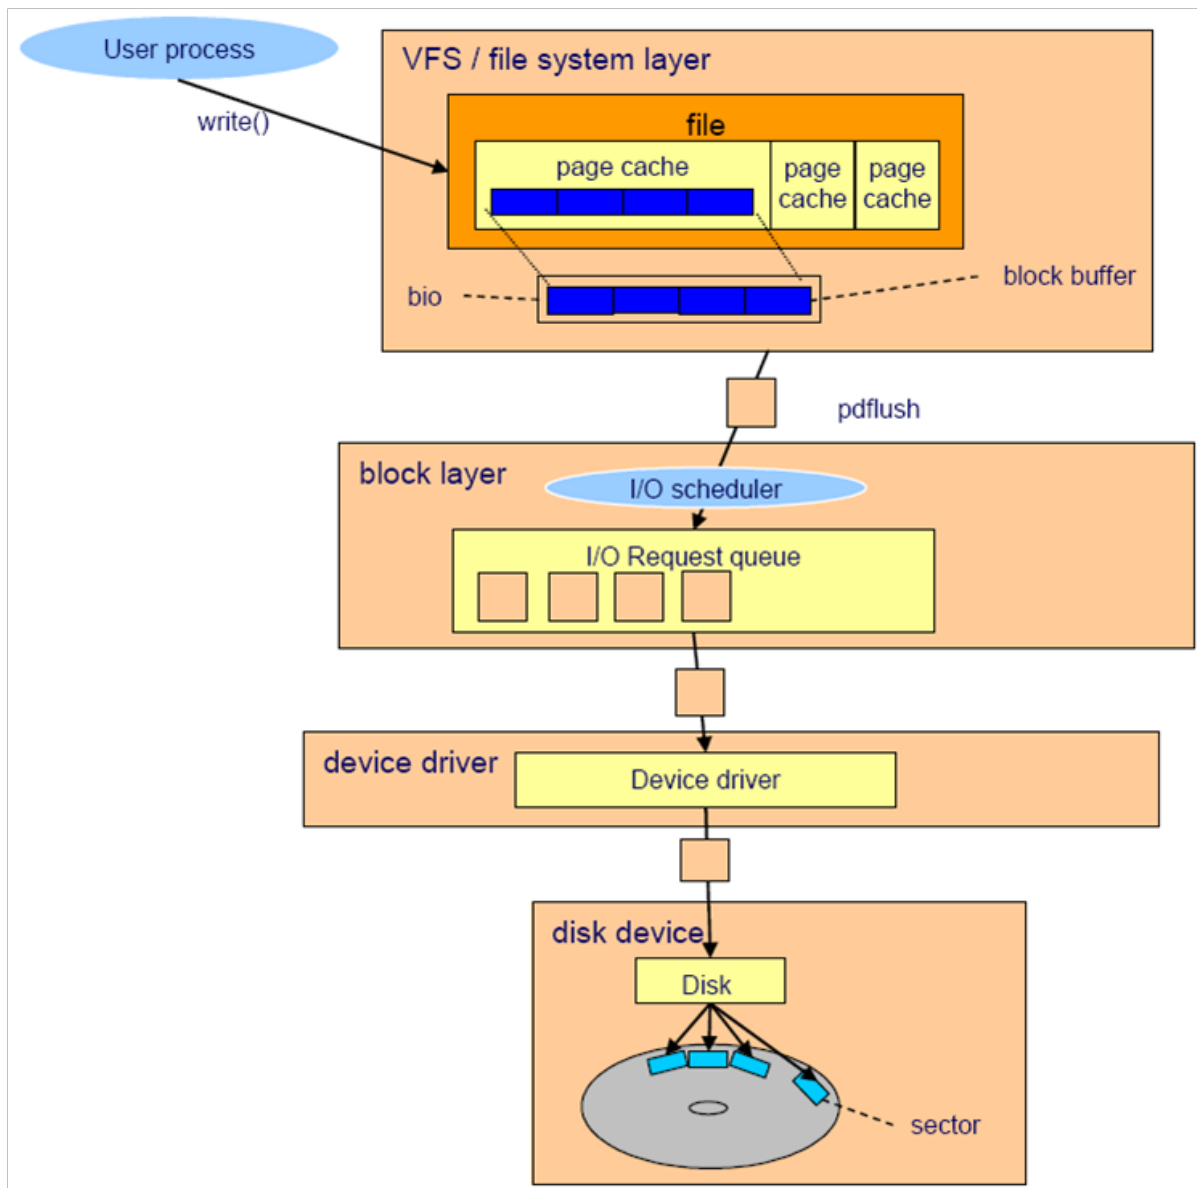 User process
write()
VFS / file system layer
file
page cache
page
cache
page
cache
bio
block buffer
pdflush
block layer
I/O scheduler
I/O Request queue
device driver
Device driver
disk device
Disk
sector